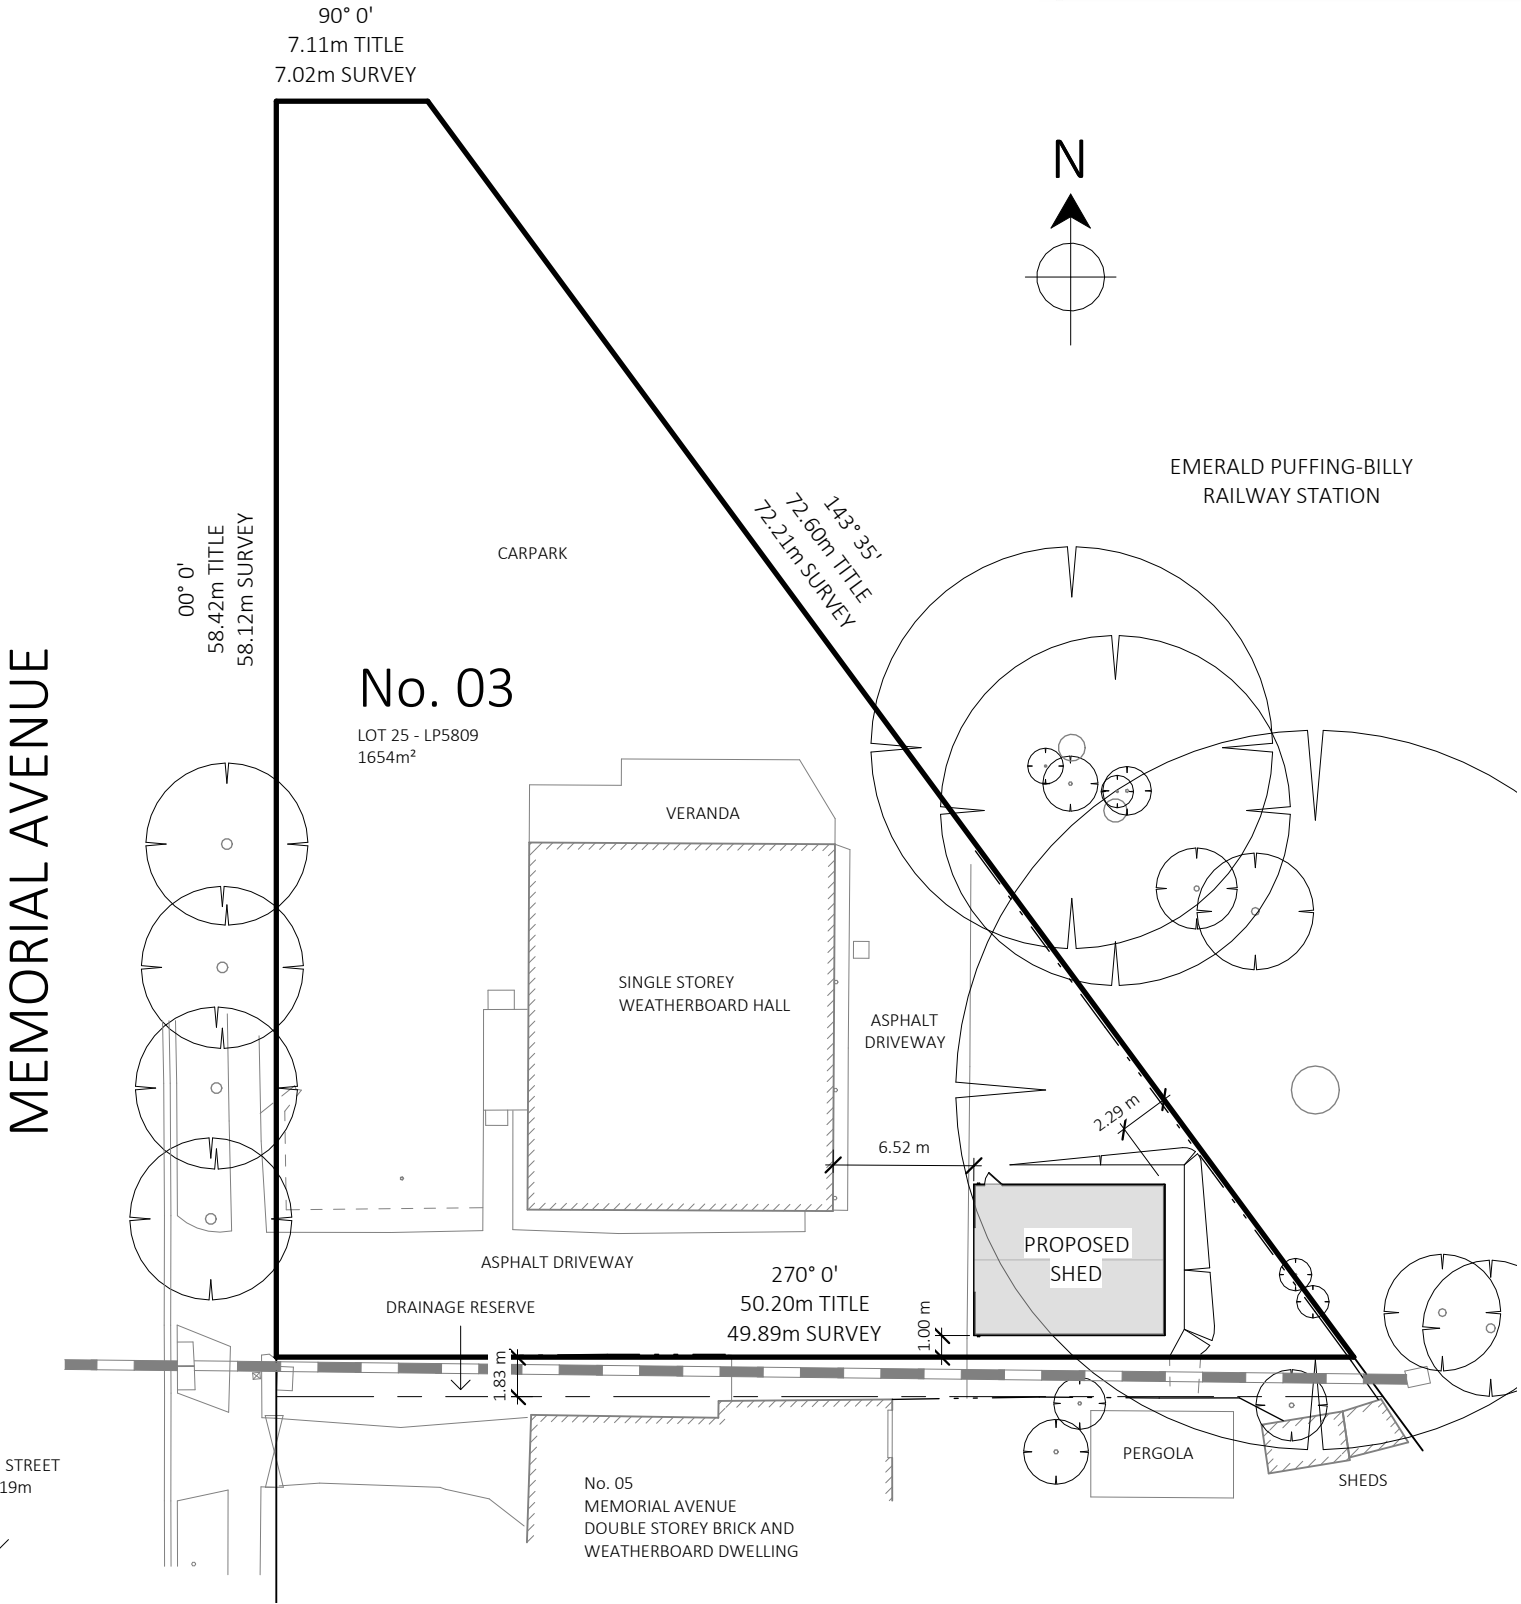 90° 0'
7.11m TITLE
7.02m SURVEY
N
EMERALD PUFFING-BILLY
RAILWAY STATION
143° 35'
72.60m TITLE
72.21m SURVEY
CARPARK
00° 0'
58.42m TITLE
58.12m SURVEY
MEMORIAL AVENUE
No. 03
LOT 25 - LP5809
1654m²
VERANDA
SINGLE STOREY
WEATHERBOARD HALL
ASPHALT
DRIVEWAY
2.29 m
6.52 m
PROPOSED
SHED
ASPHALT DRIVEWAY
270° 0'
50.20m TITLE
49.89m SURVEY
1.00 m
DRAINAGE RESERVE
1.83 m
STREET
19m
No. 05
MEMORIAL AVENUE
DOUBLE STOREY BRICK AND
WEATHERBOARD DWELLING
PERGOLA
SHEDS